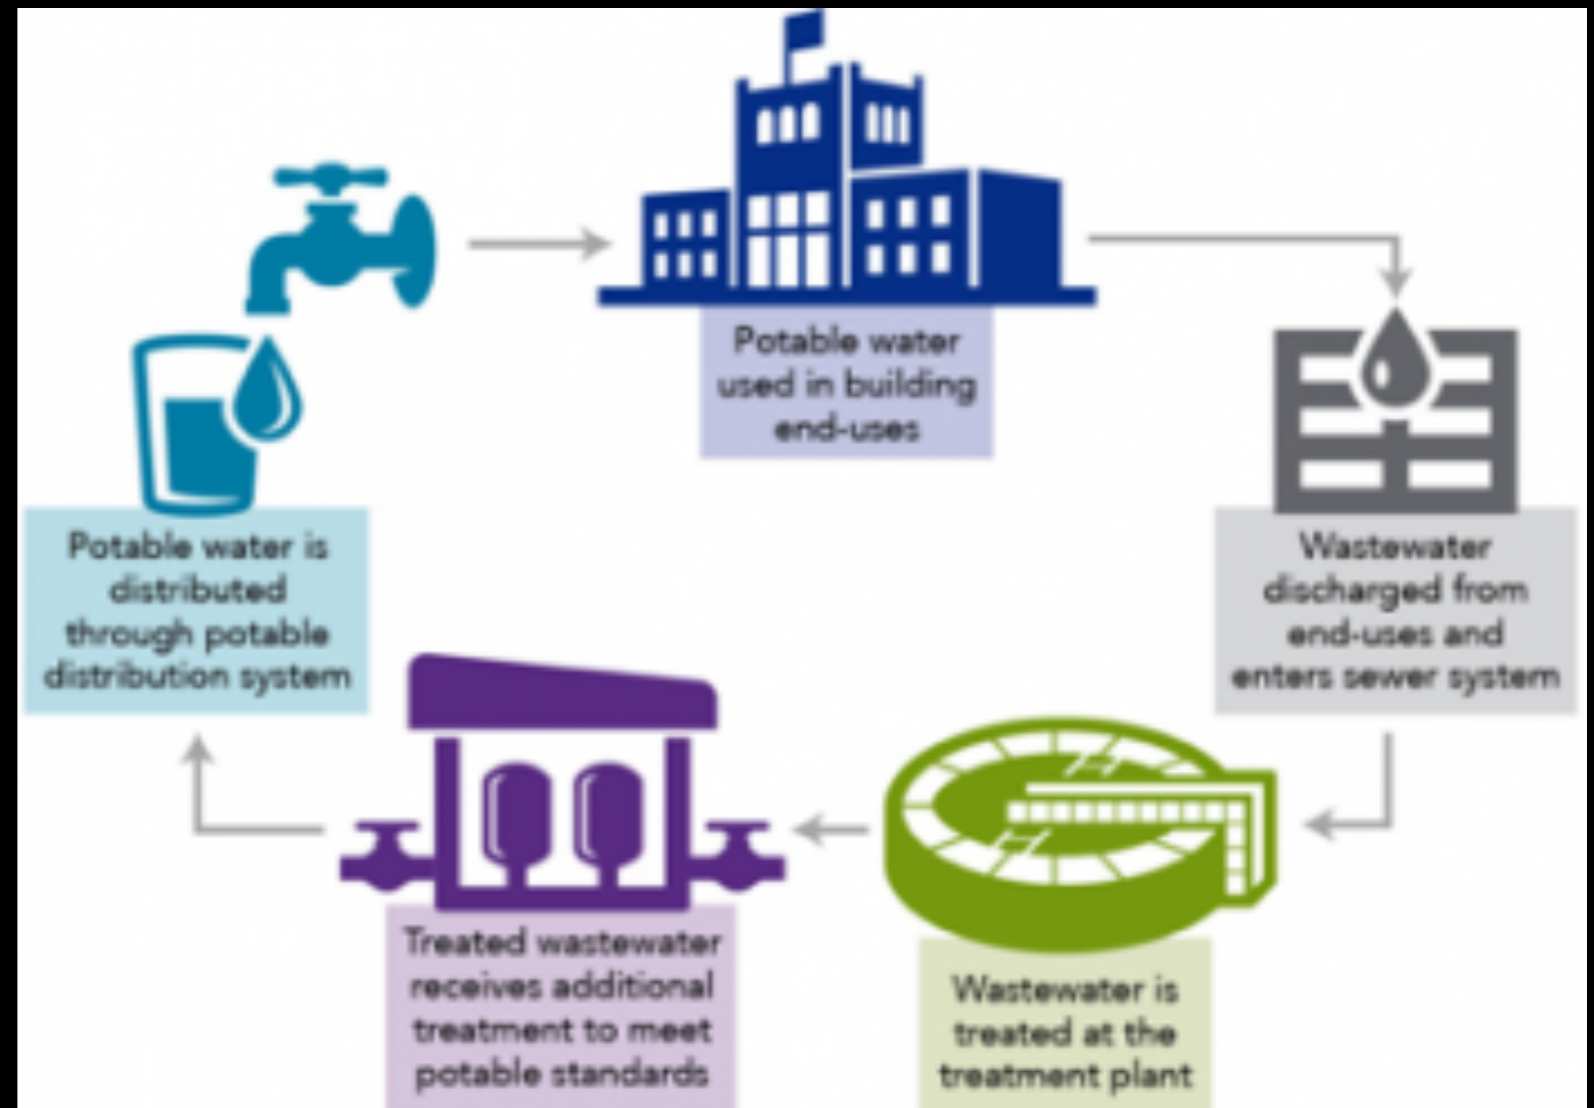 Potable water
used in building
end-uses
Wastewater
discharged from
end-uses and
enters sewer system
Wastewater is
treated at the
treatment plant
Treated wastewater
receives additional
treatment to meet
potable standards
Potable water is
distributed
through potable
distribution system